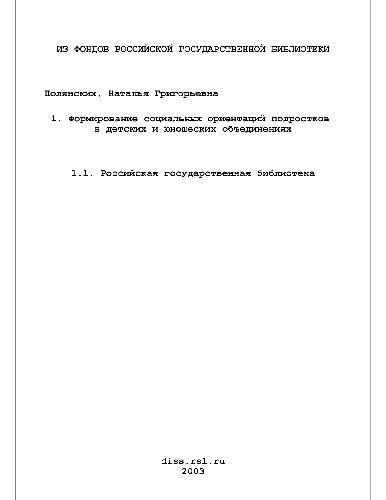 ИЗ ФОНДОВ РОССИЙСКОЙ ГОСУДАРСТВЕННОЙ БИБЛИОТЕКИ
Полянских, Наталья Григорьевна
1. Формирование социальных ориентаций подростков
в детских и юношеских объединениях
1.1. Российская государственная библиотека
diss.rsl.ru
2003